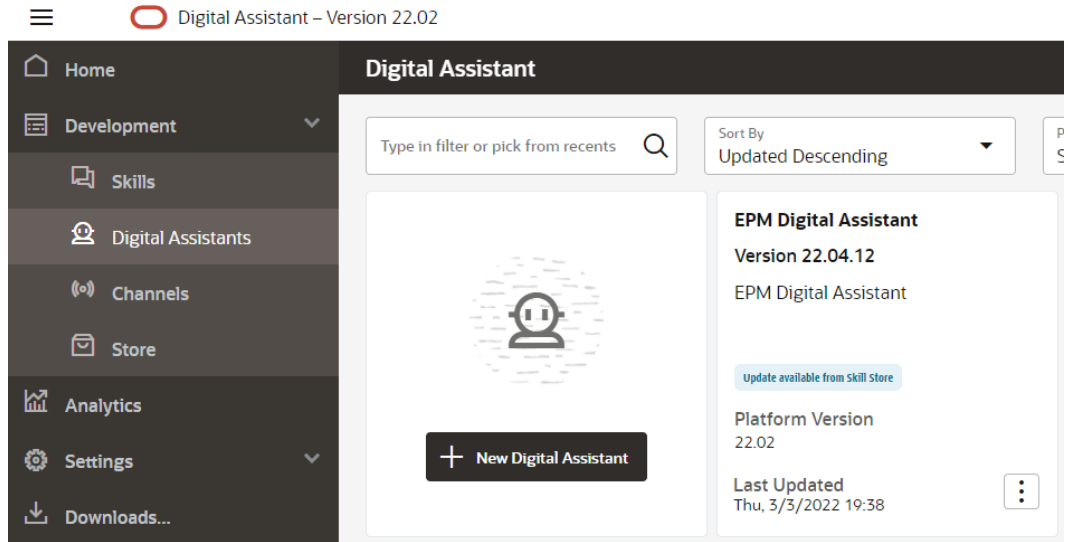 Digital Assistant – Version 22.02
Home
Development
Skills
Digital Assistants
Channels
Store
Analytics
Settings
Downloads...
Digital Assistant
Type in filter or pick from recents
Sort By
Updated Descending
P
S
New Digital Assistant
EPM Digital Assistant
Version 22.04.12
EPM Digital Assistant
Update available from Skill Store
Platform Version
22.02
Last Updated
Thu, 3/3/2022 19:38